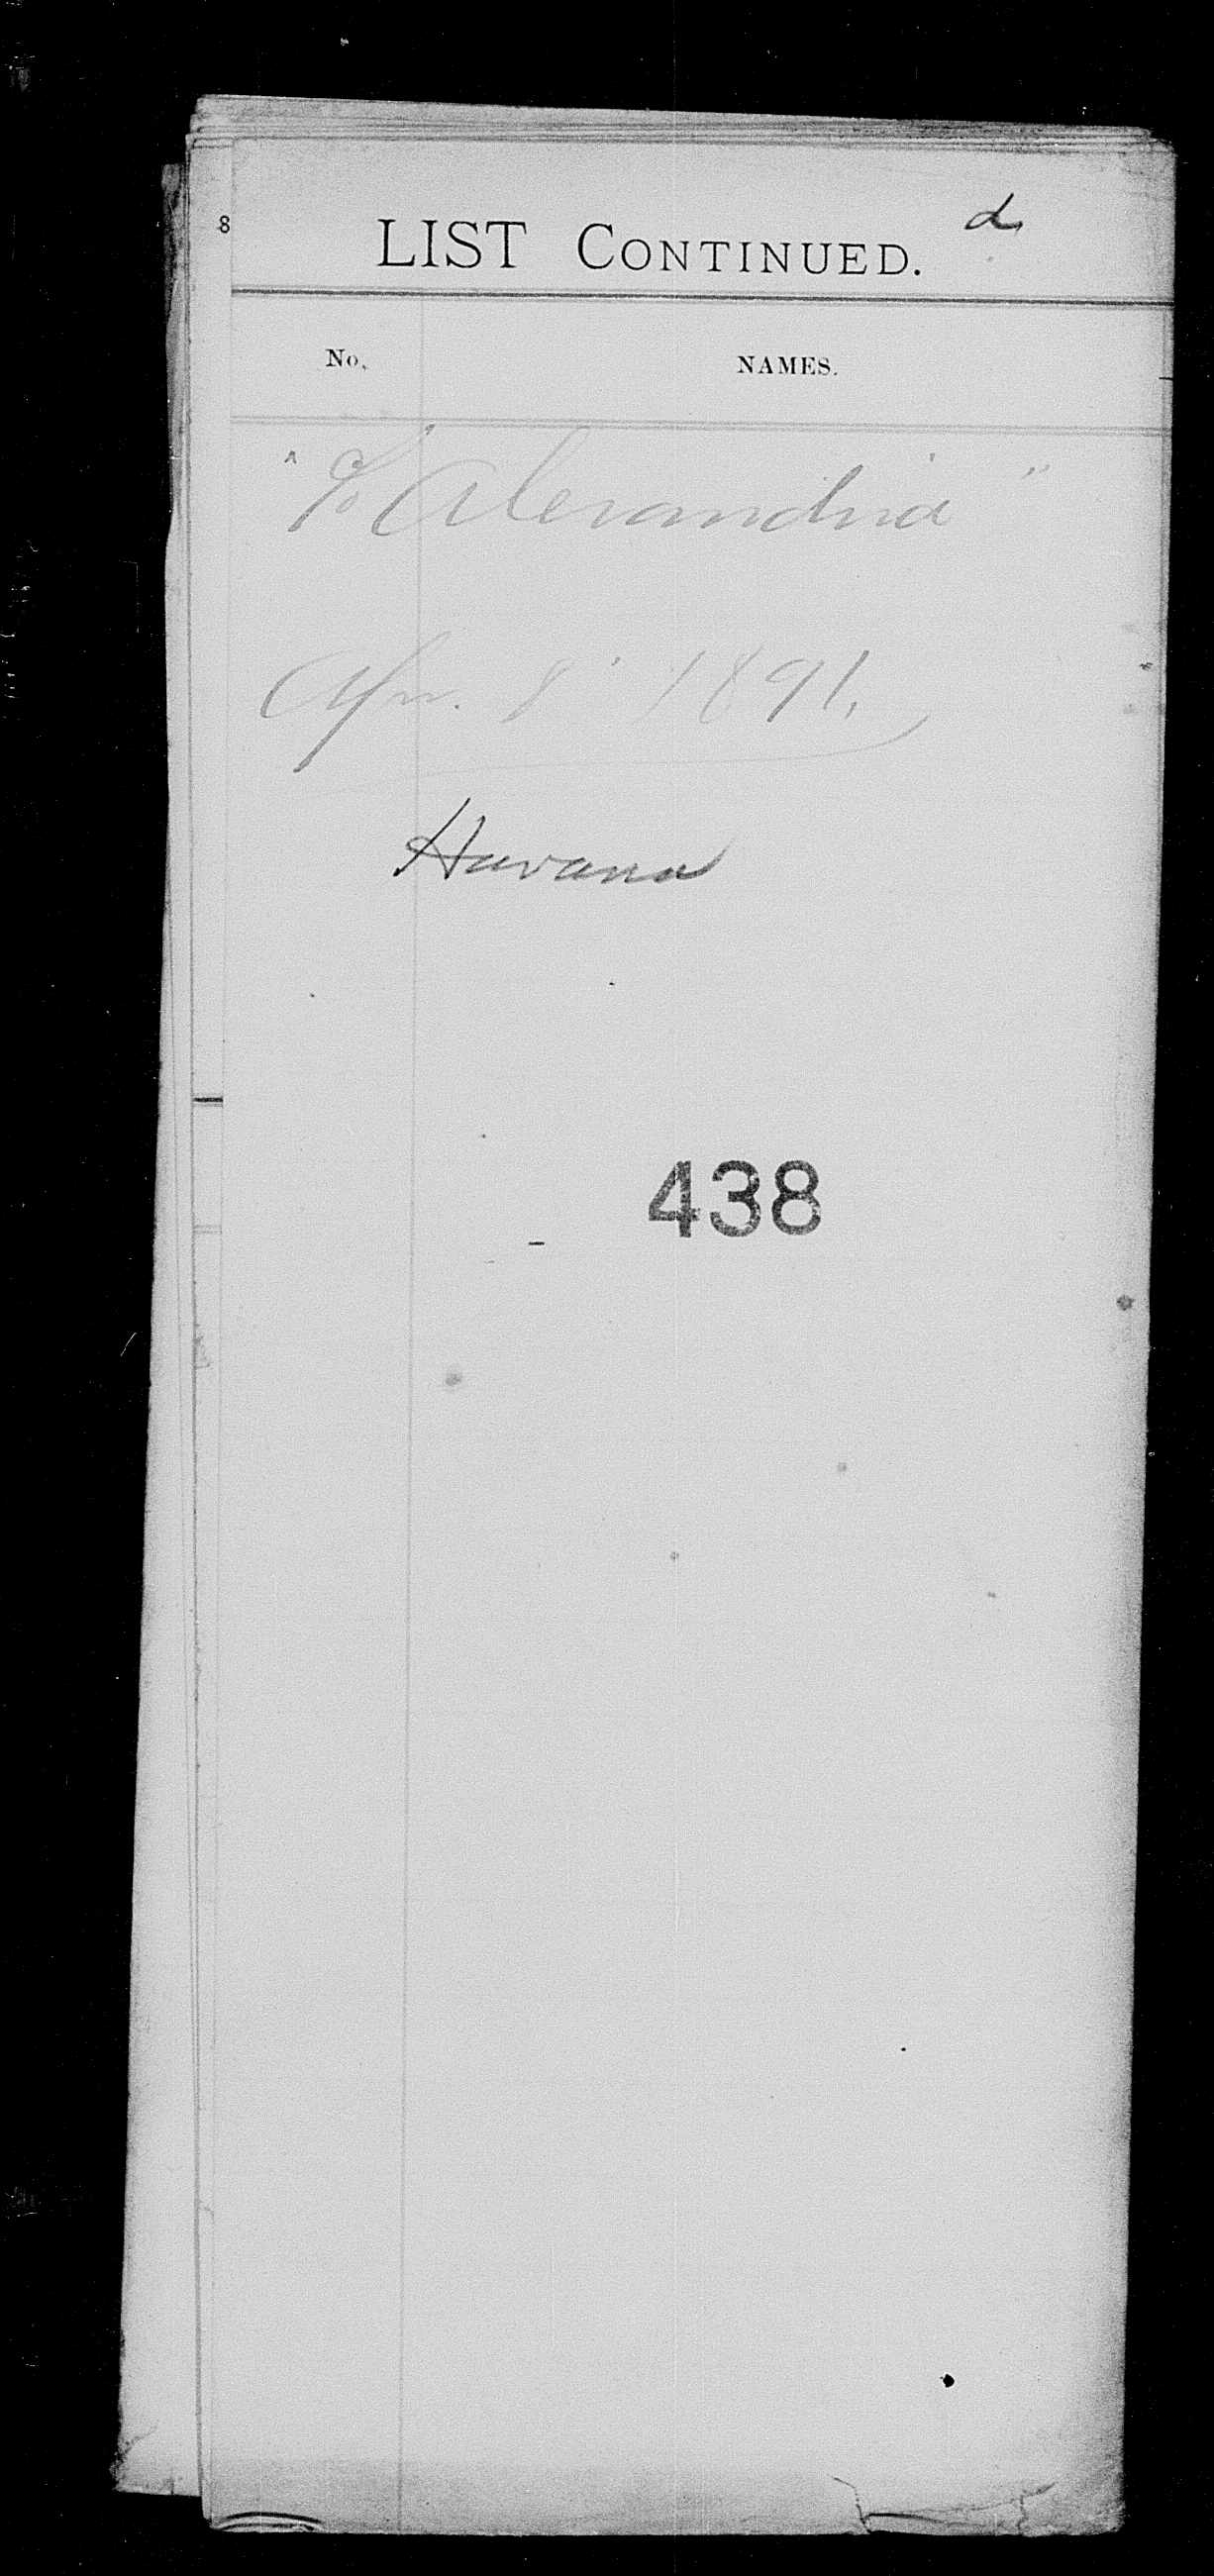 8
d
LIST CONTINUED.
No. NAMES.
" % Alexandria "
Apr. 8' 1891.
Havana
438